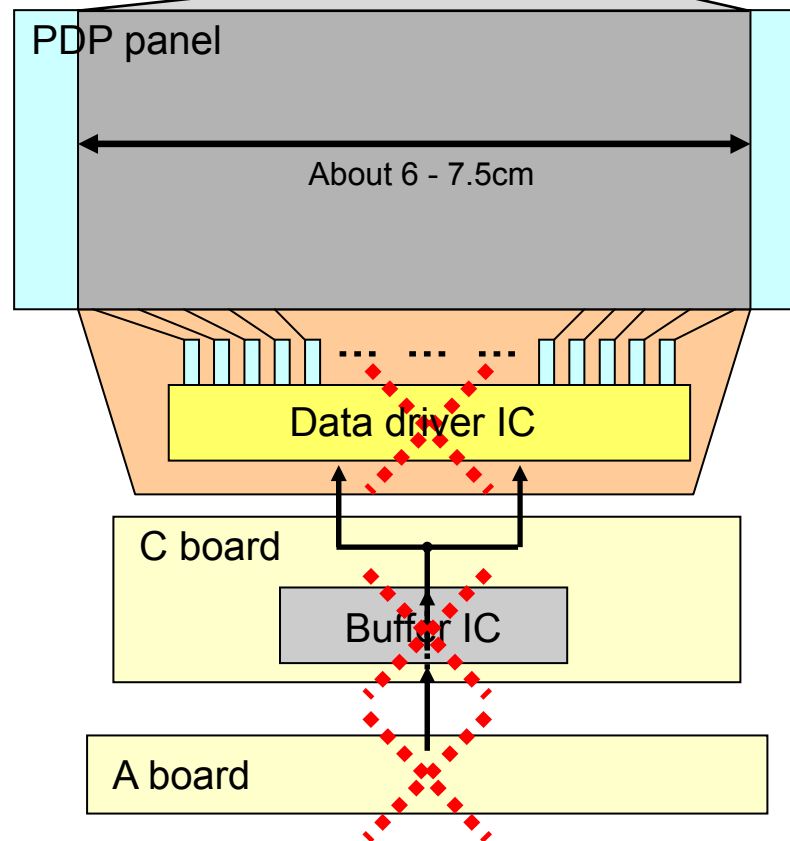 PDP panel
About 6 - 7.5cm
... ... ...
Data driver IC
C board
Buffer IC
A board